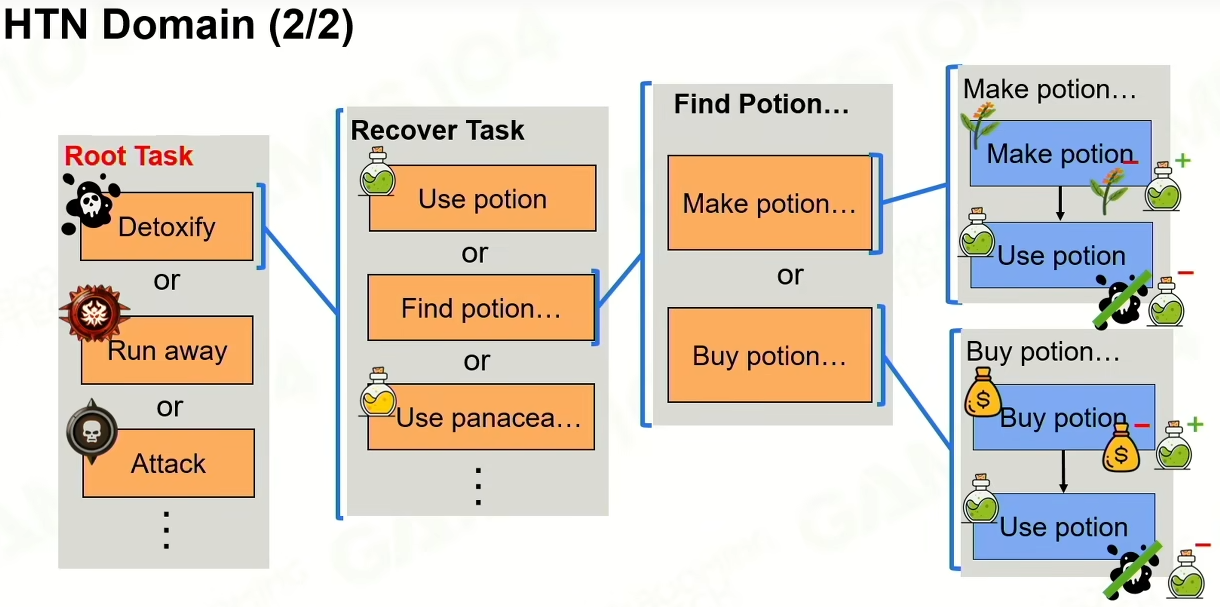 HTN Domain (2/2)
Root Task
Detoxify
or
Run away
or
Attack
Recover Task
Use potion
or
Find potion…
or
Use panacea…
Find Potion…
Make potion…
or
Buy potion…
Make potion…
Make potion
Use potion
Buy potion…
$
Buy potion
$
Use potion